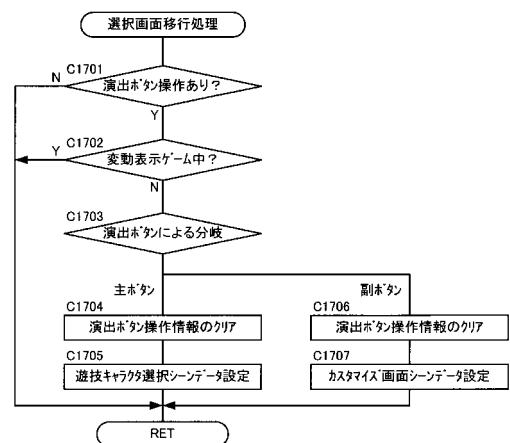 選択画面移行処理
C1701
N
演出ボタン操作あり?
Y
C1702
Y
変動表示ゲーム中?
N
C1703
演出ボタンによる分岐
主ボタン
副ボタン
C1704
演出ボタン操作情報のクリア
C1706
演出ボタン操作情報のクリア
C1705
遊技キャラクタ選択シーンデータ設定
C1707
カスタマイズ画面シーンデータ設定
RET